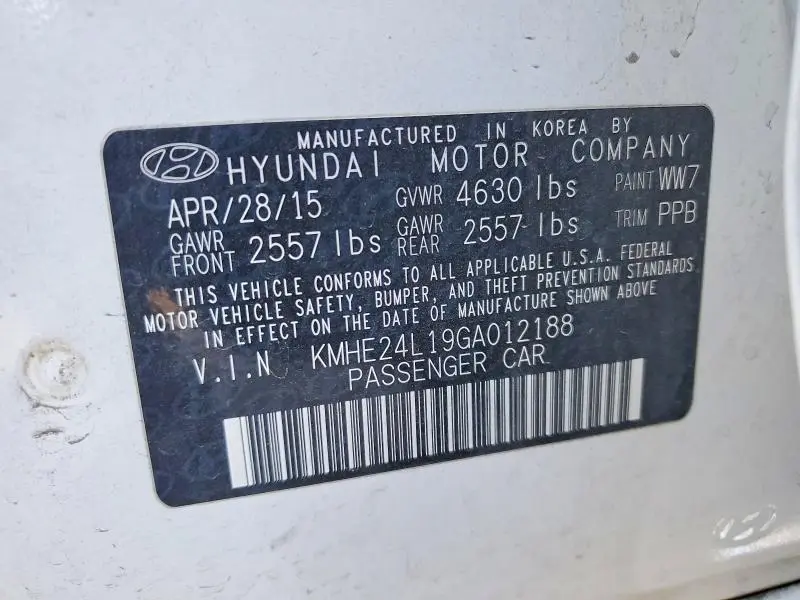 MANUFACTURED IN KOREA BY
HYUNDAI MOTOR COMPANY
APR/28/15 GVWR 4630 lbs PAINT WW7
GAWR FRONT 2557 lbs GAWR REAR 2557 lbs TRIM PPB
THIS VEHICLE CONFORMS TO ALL APPLICABLE U.S.A. FEDERAL
MOTOR VEHICLE SAFETY, BUMPER, AND THEFT PREVENTION STANDARDS
IN EFFECT ON THE DATE OF MANUFACTURE SHOWN ABOVE
V.I.N KMHE24L19GA012188
PASSENGER CAR